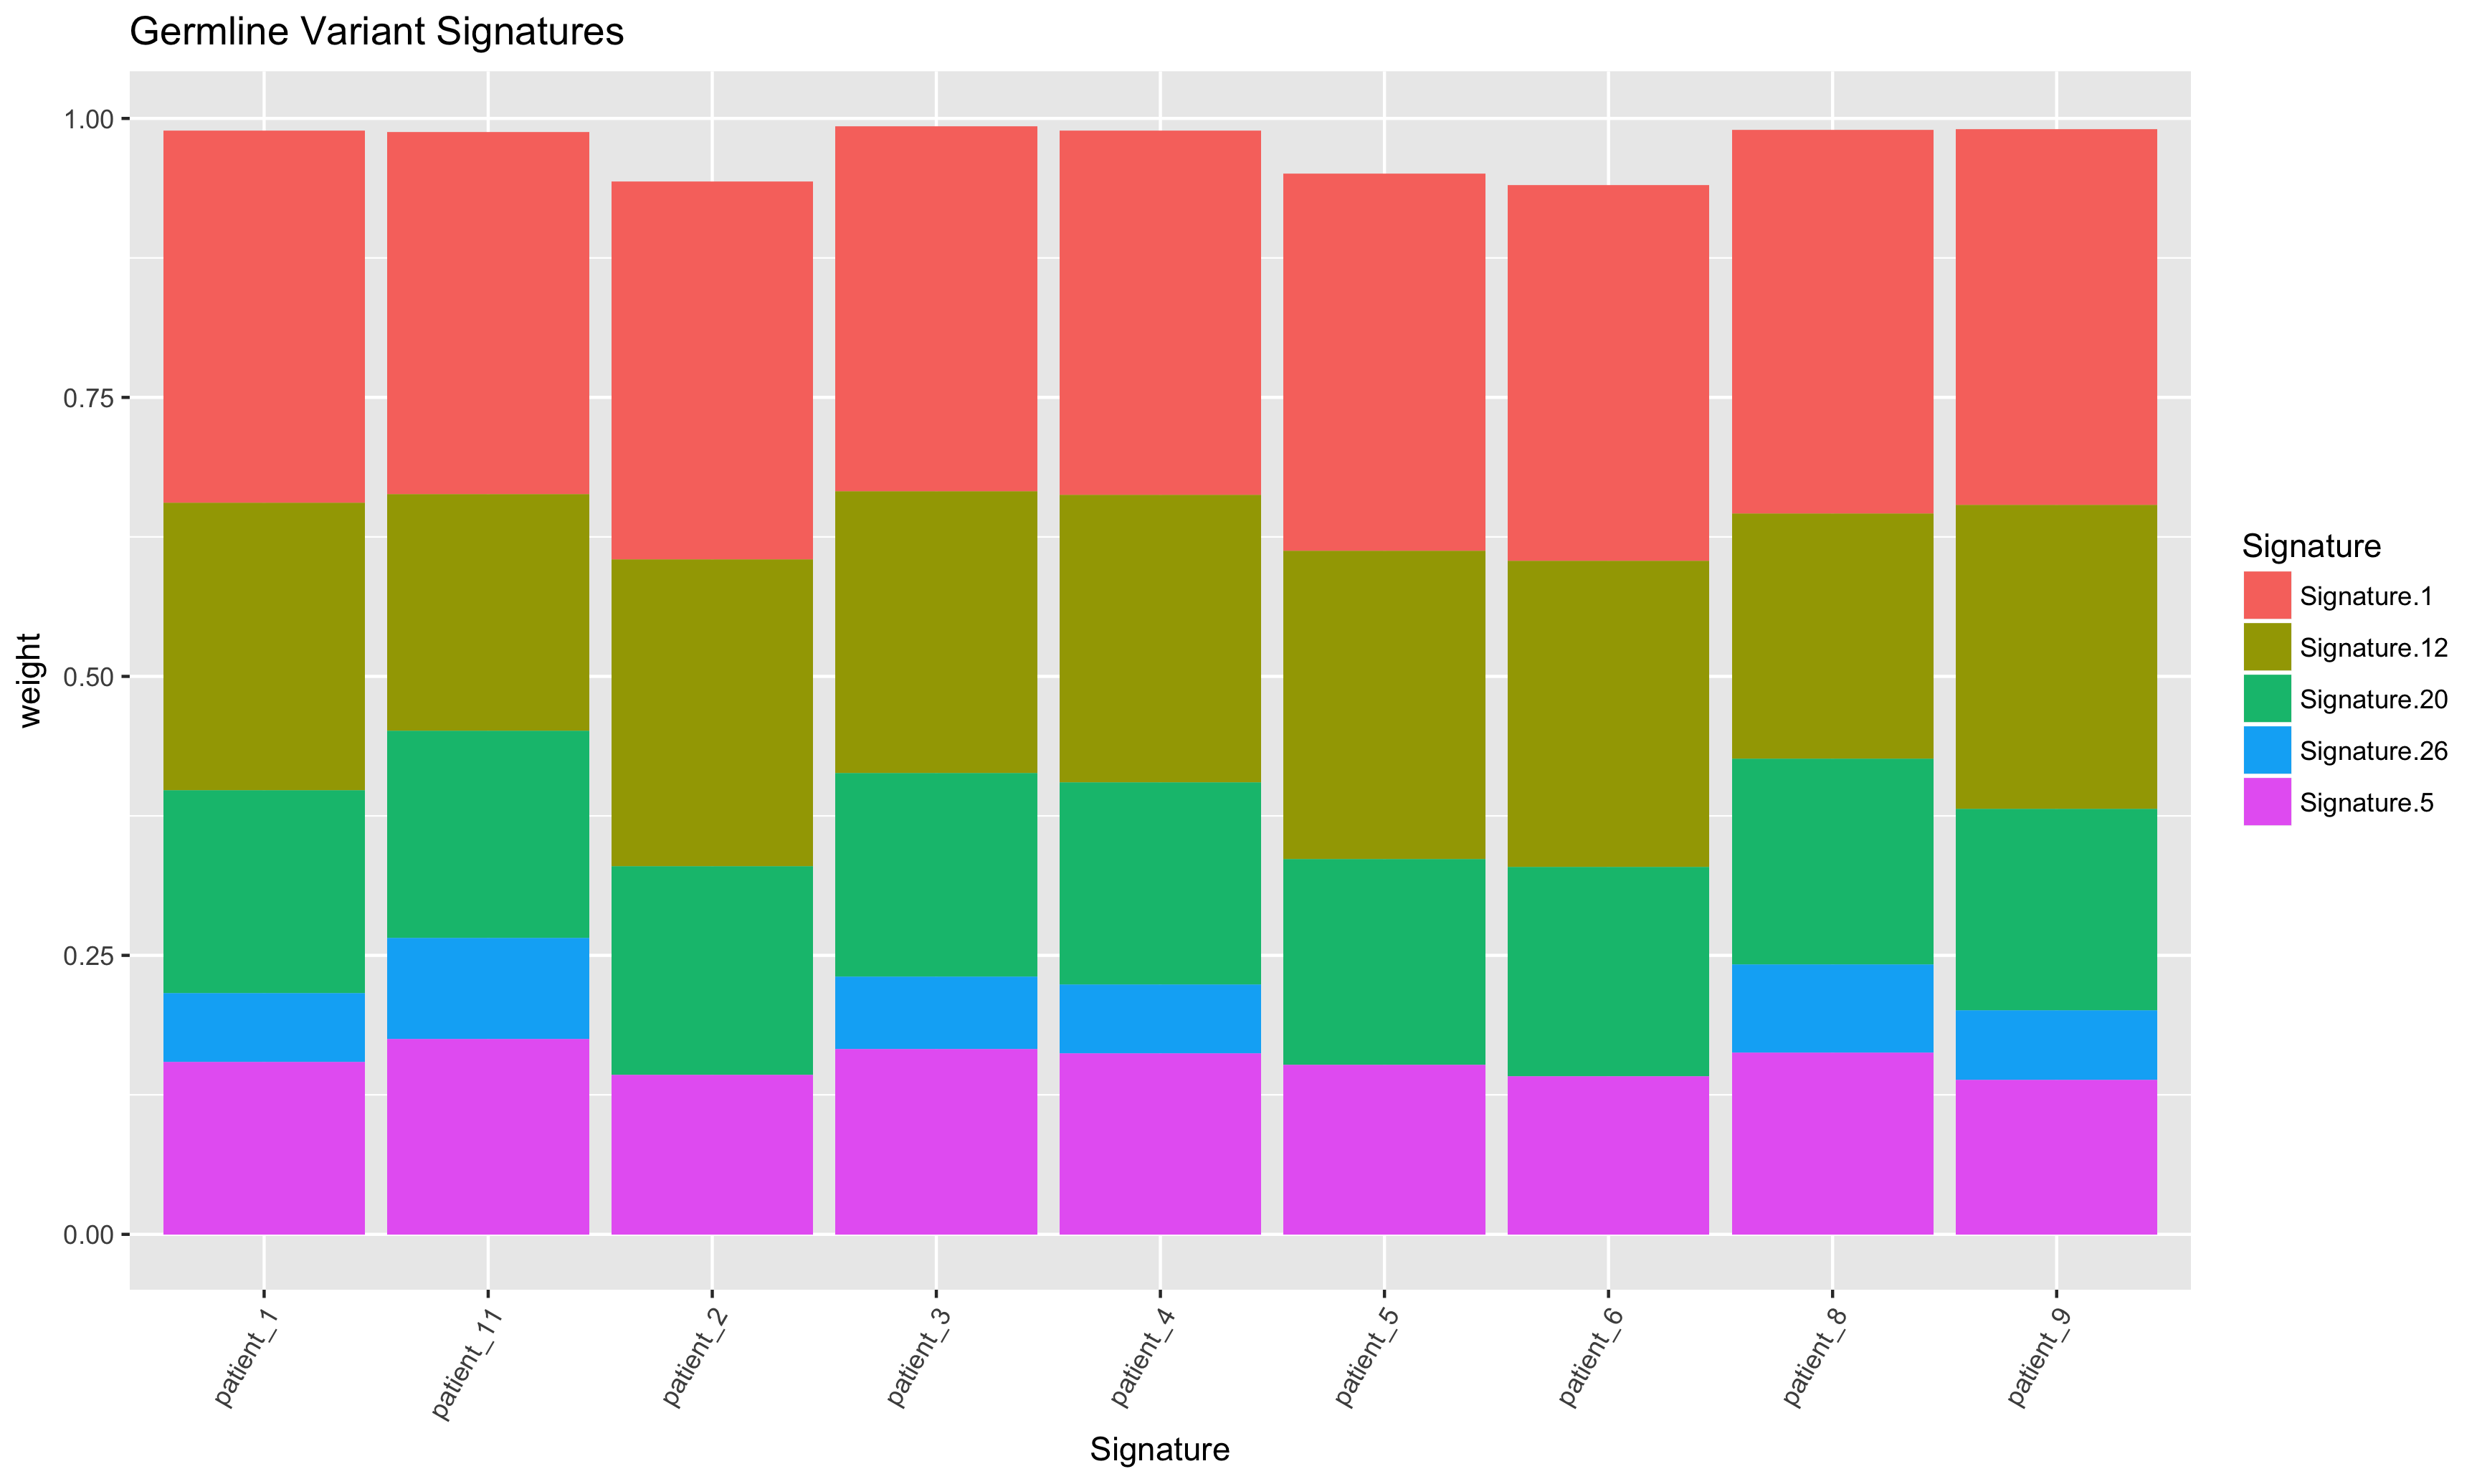 Germline Variant Signatures
1.00
0.75
0.50
0.25
0.00
weight
patient_1
patient_11
patient_2
patient_3
patient_4
patient_5
patient_6
patient_8
patient_9
Signature
Signature
Signature.1
Signature.12
Signature.20
Signature.26
Signature.5